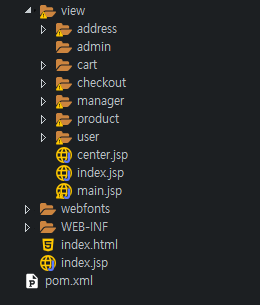 view
address
admin
cart
checkout
manager
product
user
center.jsp
index.jsp
main.jsp
webfonts
WEB-INF
index.html
index.jsp
pom.xml